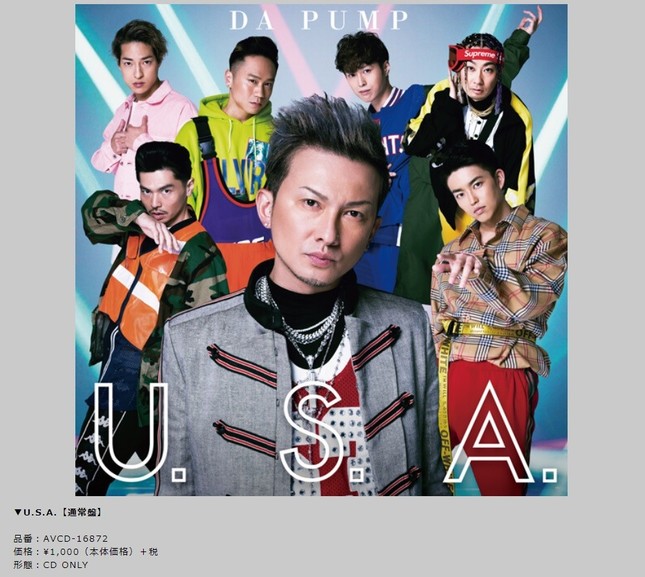 DA PUMP
Supreme
U.S.A.
▼U.S.A.【通常盤】
品番：AVCD-16872
価格：¥1,000（本体価格）＋税
形態：CD ONLY